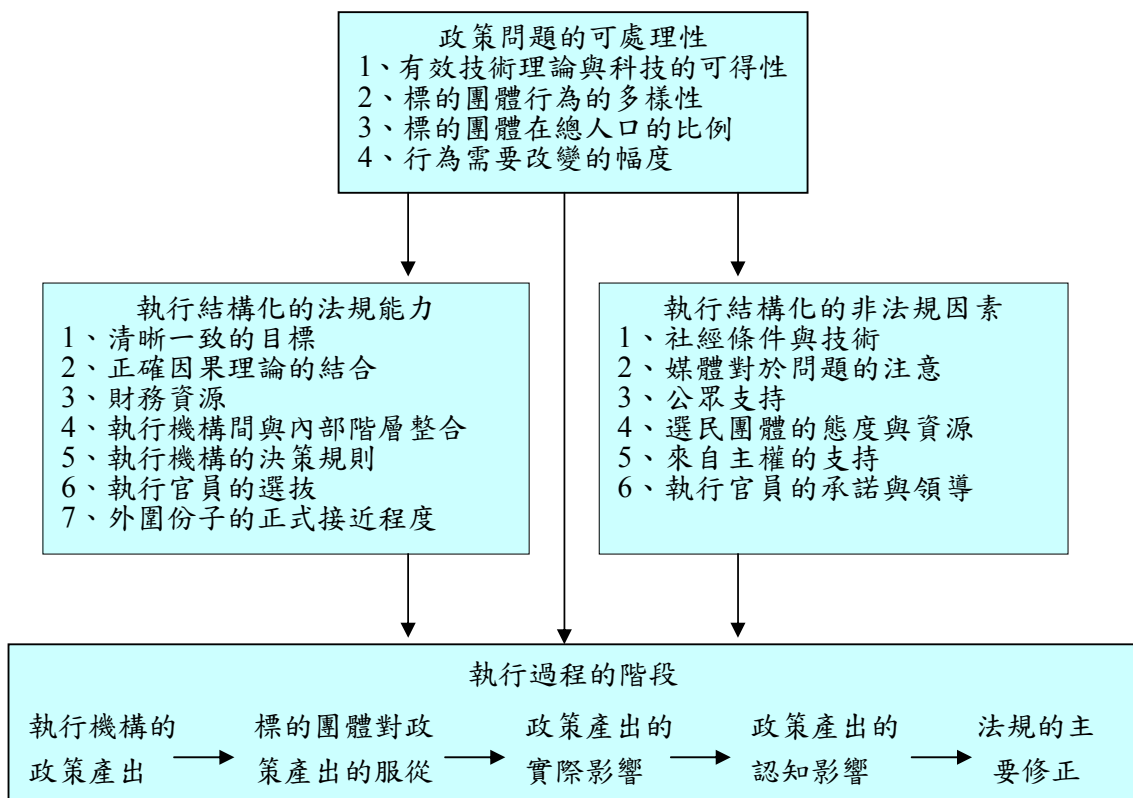 政策問題的可處理性
1、有效技術理論與科技的可得性
2、標的團體行為的多樣性
3、標的團體在總人口的比例
4、行為需要改變的幅度
執行結構化的法規能力
1、清晰一致的目標
2、正確因果理論的結合
3、財務資源
4、執行機構間與內部階層整合
5、執行機構的決策規則
6、執行官員的選拔
7、外圍份子的正式接近程度
執行結構化的非法規因素
1、社經條件與技術
2、媒體對於問題的注意
3、公眾支持
4、選民團體的態度與資源
5、來自主權的支持
6、執行官員的承諾與領導
執行過程的階段
執行機構的
政策產出
標的團體對政
策產出的服從
政策產出的
實際影響
政策產出的
認知影響
法規的主
要修正